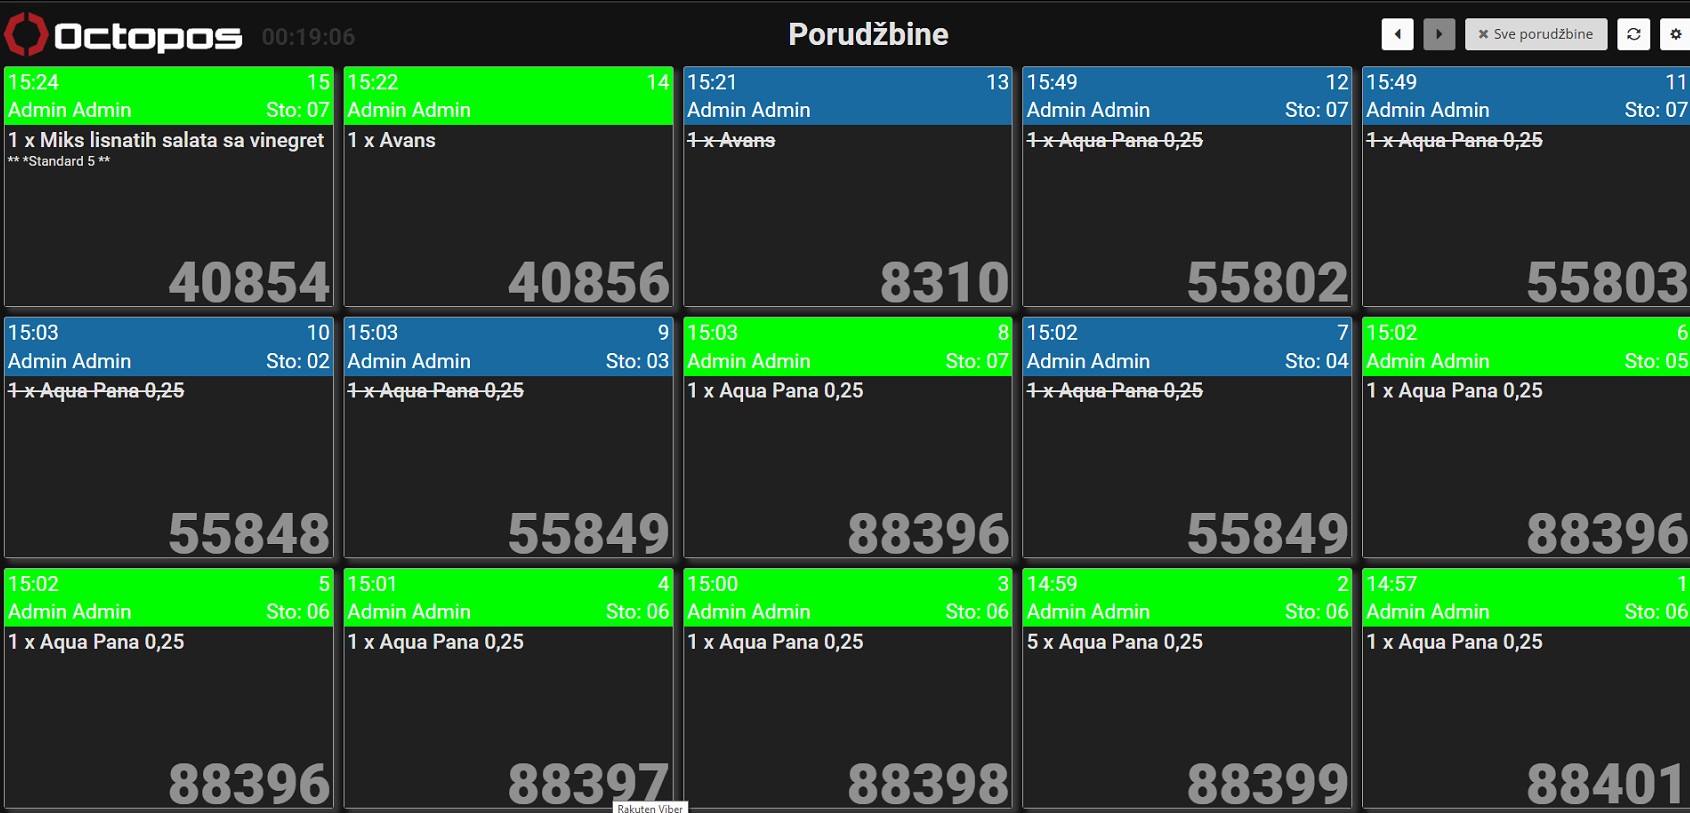 Octopos 00:19:06 Porudžbine Sve porudžbine
15:24 15
Admin Admin Sto: 07
1 x Miks lisnatih salata sa vinegret
** *Standard 5 **
40854
15:22 14
Admin Admin
1 x Avans
40856
15:21 13
Admin Admin
1 x Avans
8310
15:49 12
Admin Admin Sto: 07
1 x Aqua Pana 0,25
55802
15:49 11
Admin Admin Sto: 07
1 x Aqua Pana 0,25
55803
15:03 10
Admin Admin Sto: 02
1 x Aqua Pana 0,25
55848
15:03 9
Admin Admin Sto: 03
1 x Aqua Pana 0,25
55849
15:03 8
Admin Admin Sto: 07
1 x Aqua Pana 0,25
88396
15:02 7
Admin Admin Sto: 04
1 x Aqua Pana 0,25
55849
15:02 6
Admin Admin Sto: 05
1 x Aqua Pana 0,25
88396
15:02 5
Admin Admin Sto: 06
1 x Aqua Pana 0,25
88396
15:01 4
Admin Admin Sto: 06
1 x Aqua Pana 0,25
88397
15:00 3
Admin Admin Sto: 06
1 x Aqua Pana 0,25
88398
14:59 2
Admin Admin Sto: 06
5 x Aqua Pana 0,25
88399
14:57 1
Admin Admin Sto: 06
1 x Aqua Pana 0,25
88401
Rakuten Viber